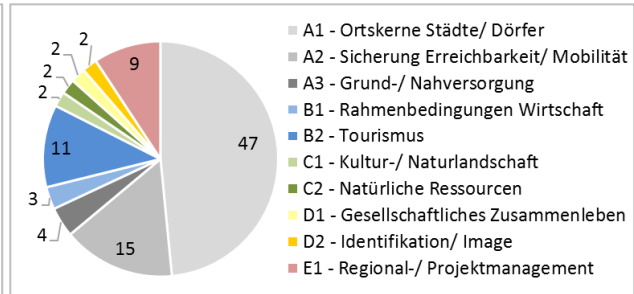 2
2
2
2
9
47
11
3
4
15
A1 - Ortskerne Städte/ Dörfer
A2 - Sicherung Erreichbarkeit/ Mobilität
A3 - Grund-/ Nahversorgung
B1 - Rahmenbedingungen Wirtschaft
B2 - Tourismus
C1 - Kultur-/ Naturlandschaft
C2 - Natürliche Ressourcen
D1 - Gesellschaftliches Zusammenleben
D2 - Identifikation/ Image
E1 - Regional-/ Projektmanagement